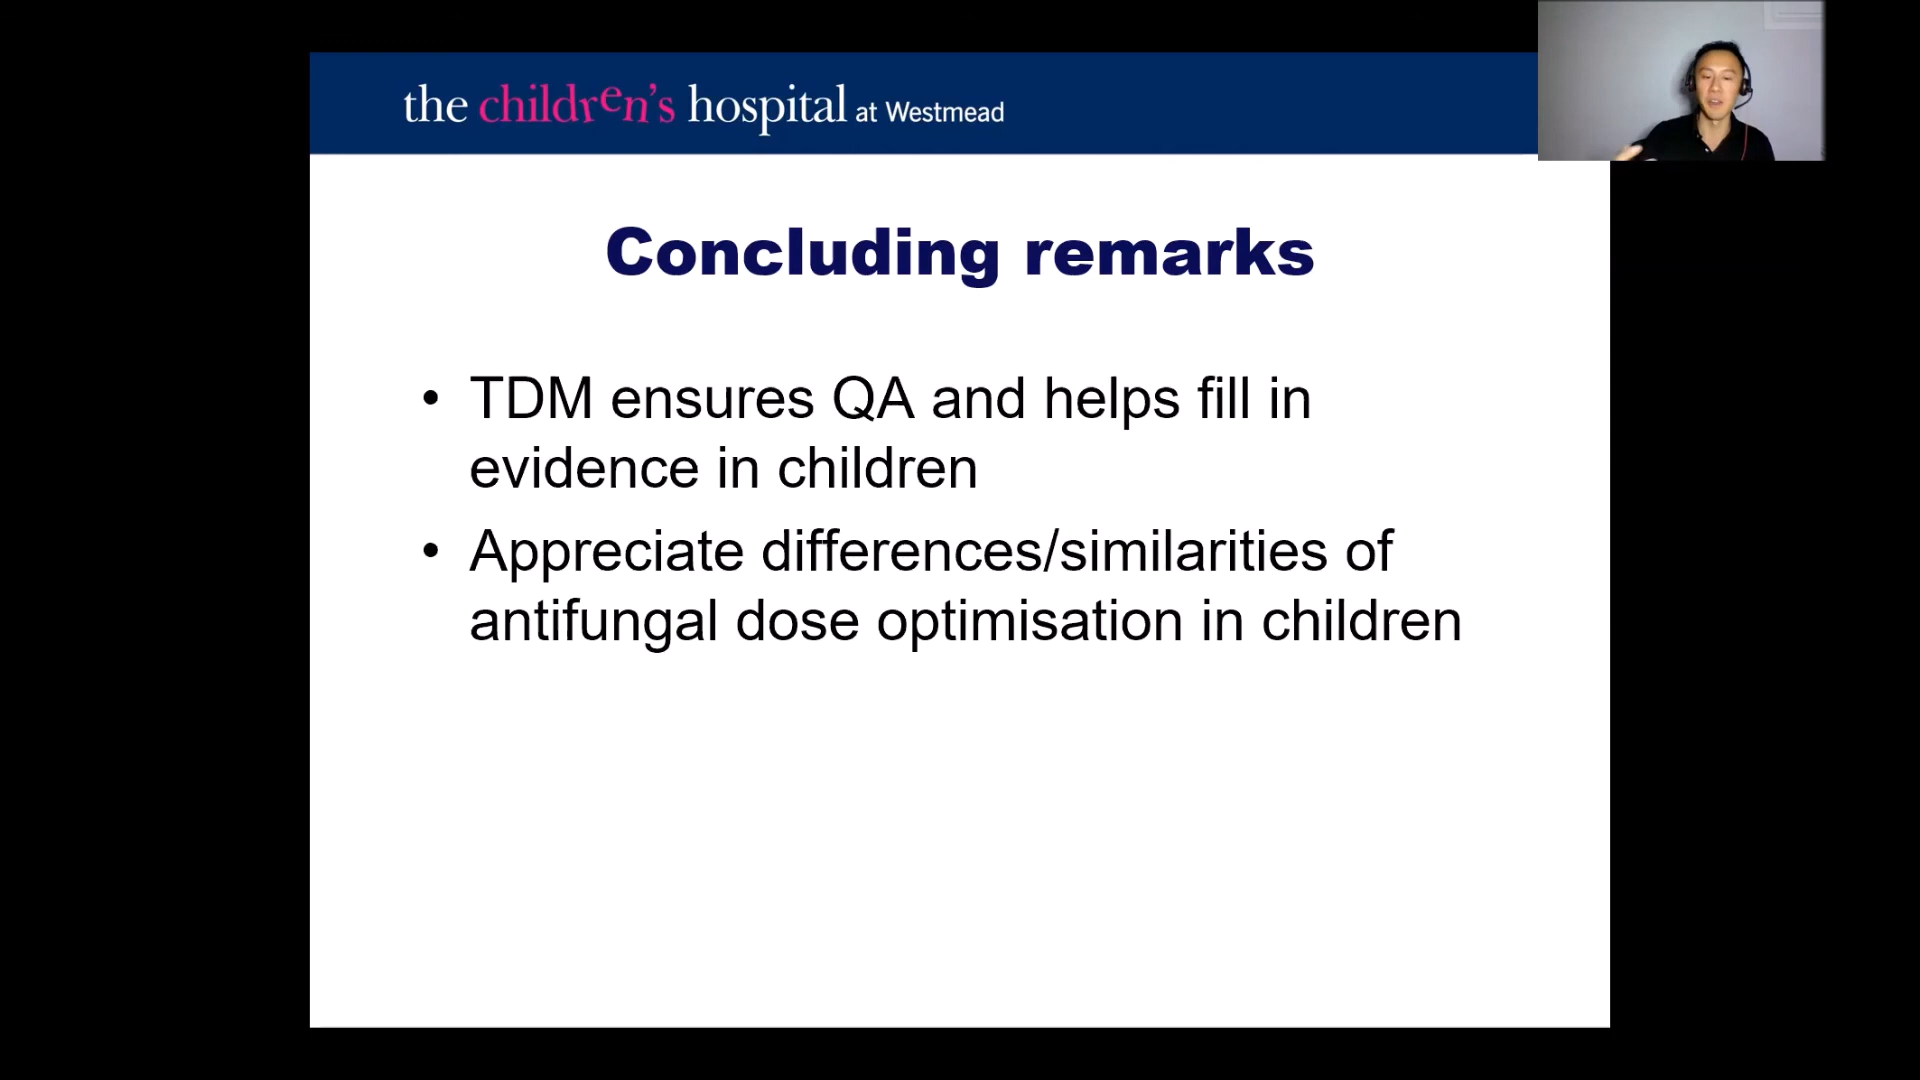 the children's hospital at Westmead
Concluding remarks
• TDM ensures QA and helps fill in
evidence in children
• Appreciate differences/similarities of
antifungal dose optimisation in children